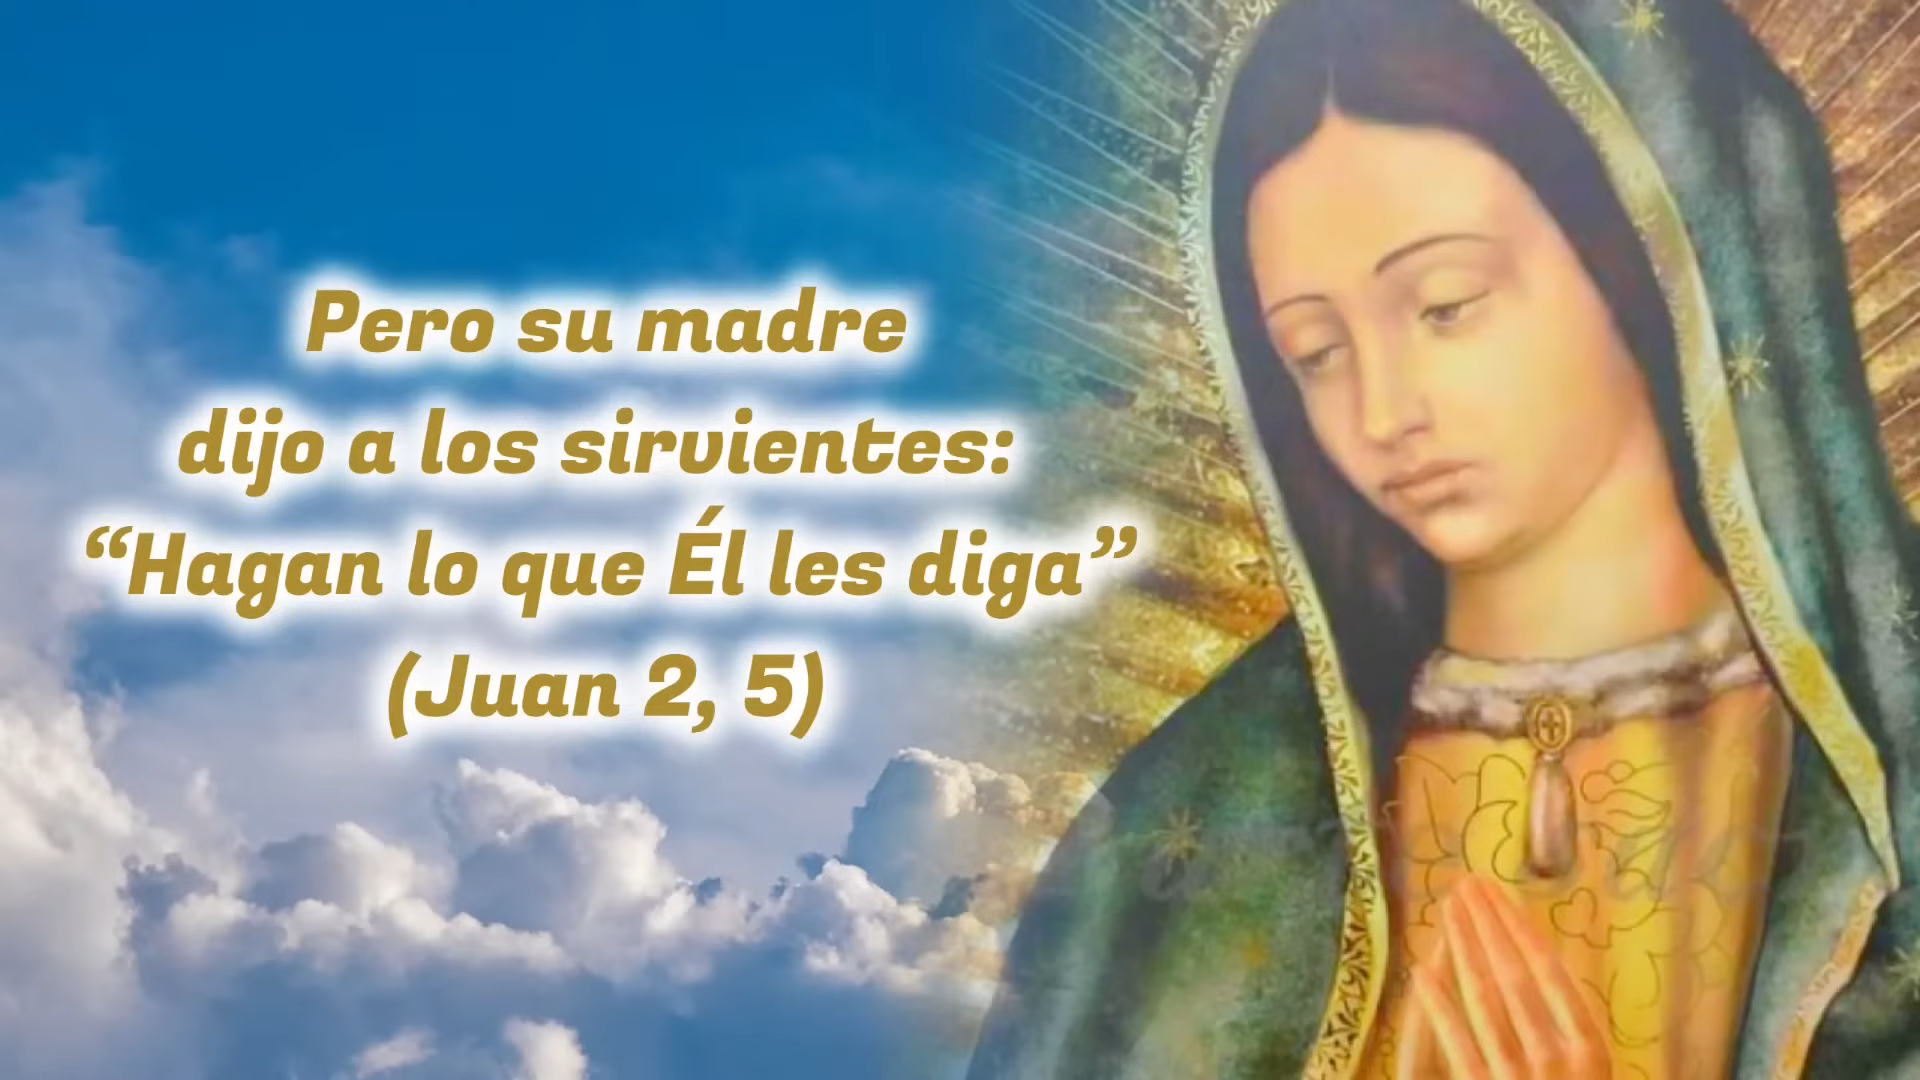 Pero su madre
dijo a los sirvientes:
“Hagan lo que Él les diga”
(Juan 2, 5)